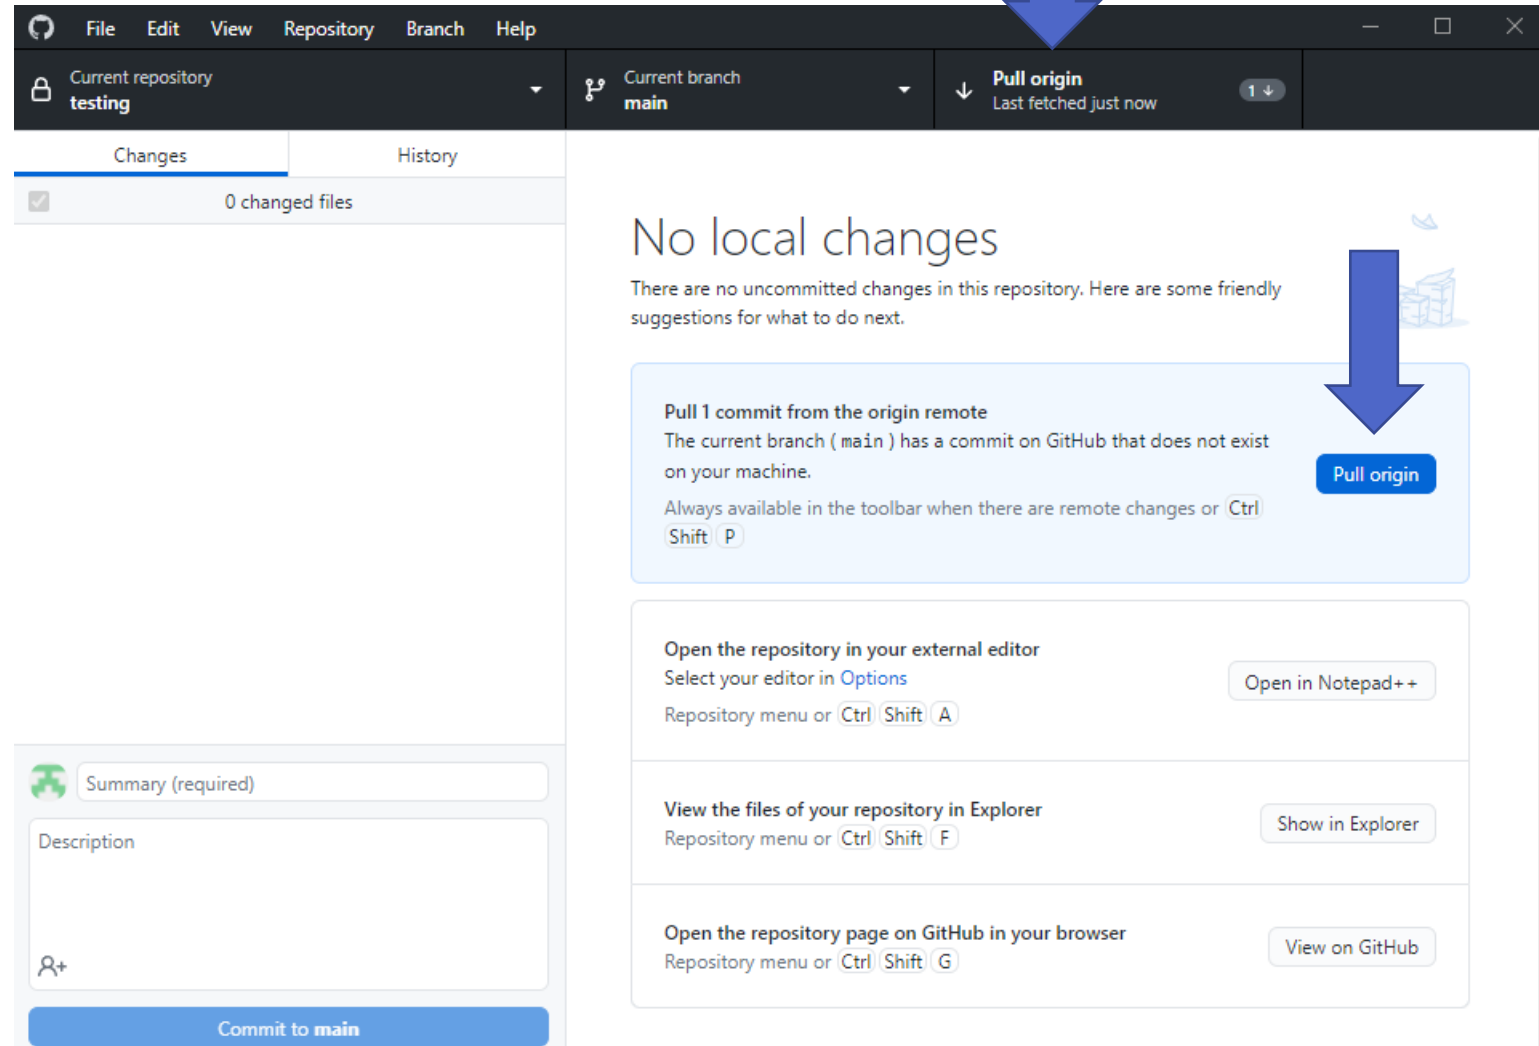 File Edit View Repository Branch Help
Current repository
testing
Current branch
main
Pull origin
Last fetched just now
1
Changes
History
0 changed files
No local changes
There are no uncommitted changes in this repository. Here are some friendly
suggestions for what to do next.
Pull 1 commit from the origin remote
The current branch ( main ) has a commit on GitHub that does not exist
on your machine.
Always available in the toolbar when there are remote changes or Ctrl
Shift P
Pull origin
Open the repository in your external editor
Select your editor in Options
Repository menu or Ctrl Shift A
Open in Notepad++
View the files of your repository in Explorer
Repository menu or Ctrl Shift F
Show in Explorer
Open the repository page on GitHub in your browser
Repository menu or Ctrl Shift G
View on GitHub
Summary (required)
Description
Commit to main